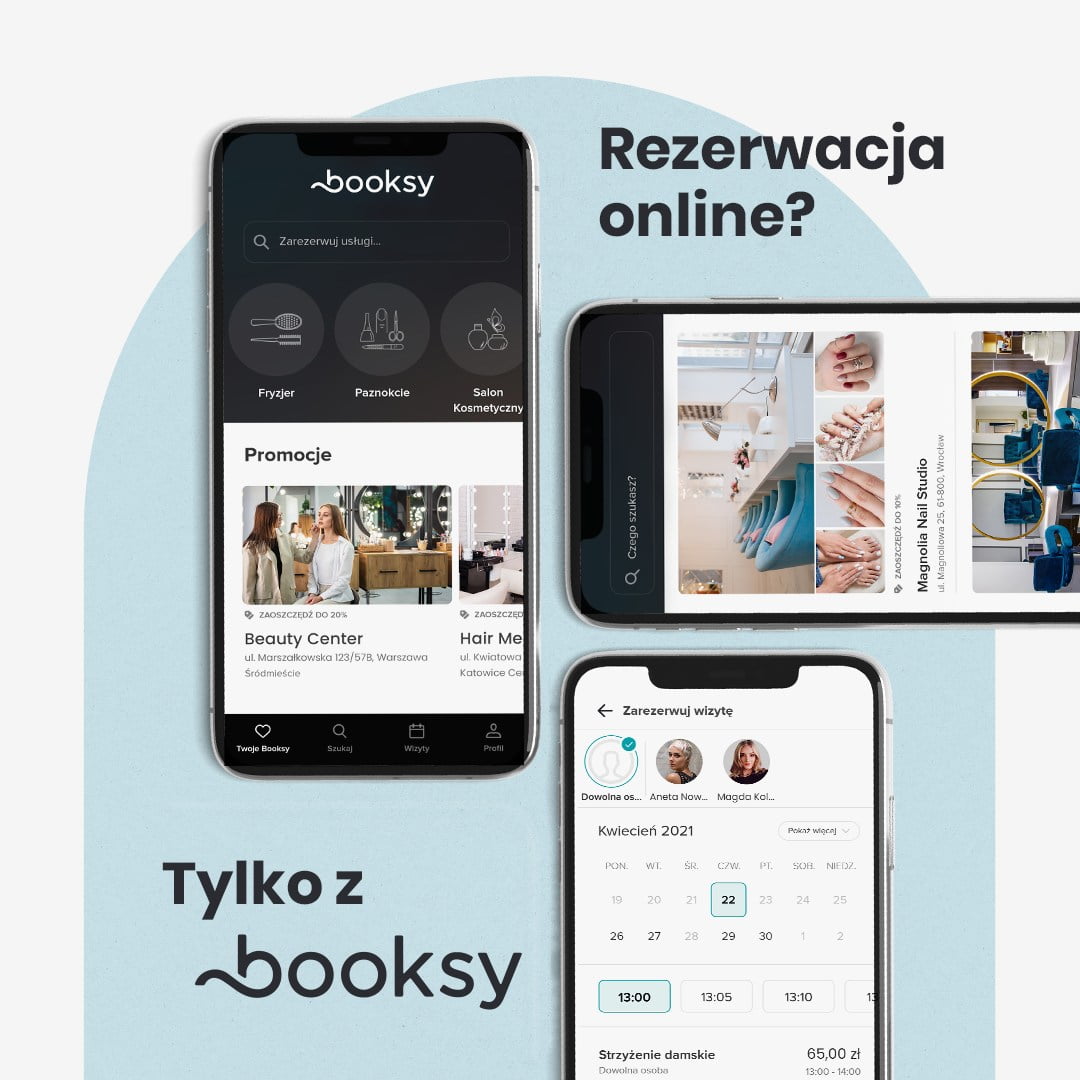 Rezerwacja
online?
booksy
Zarezerwuj usługi...
Fryzjer
Paznokcie
Salon
Kosmetyczny
Promocje
ZAOSZCZĘDŹ DO 20%
Beauty Center
ul. Marszałkowska 123/57B, Warszawa
Śródmieście
ZAOSZCZĘD
Hair Me
ul. Kwiatowa
Katowice Ce
Twoje Booksy
Szukaj
Wizyty
Profil
Czego szukasz?
ZAOSZCZĘDŹ DO 10%
Magnolia Nail Studio
ul. Magnoliowa 25, 61-800, Wrocław
Zarezerwuj wizytę
Dowolna os...
Aneta Now...
Magda Kol...
Kwiecień 2021
Pokaż więcej
PON. WT. ŚR. CZW. PT. SOB. NIEDZ.
19 20 21 22 23 24 25
26 27 28 29 30 1 2
13:00 13:05 13:10 13
Strzyżenie damskie 65,00 zł
Dowolna osoba 13:00 - 14:00
Tylko z
booksy